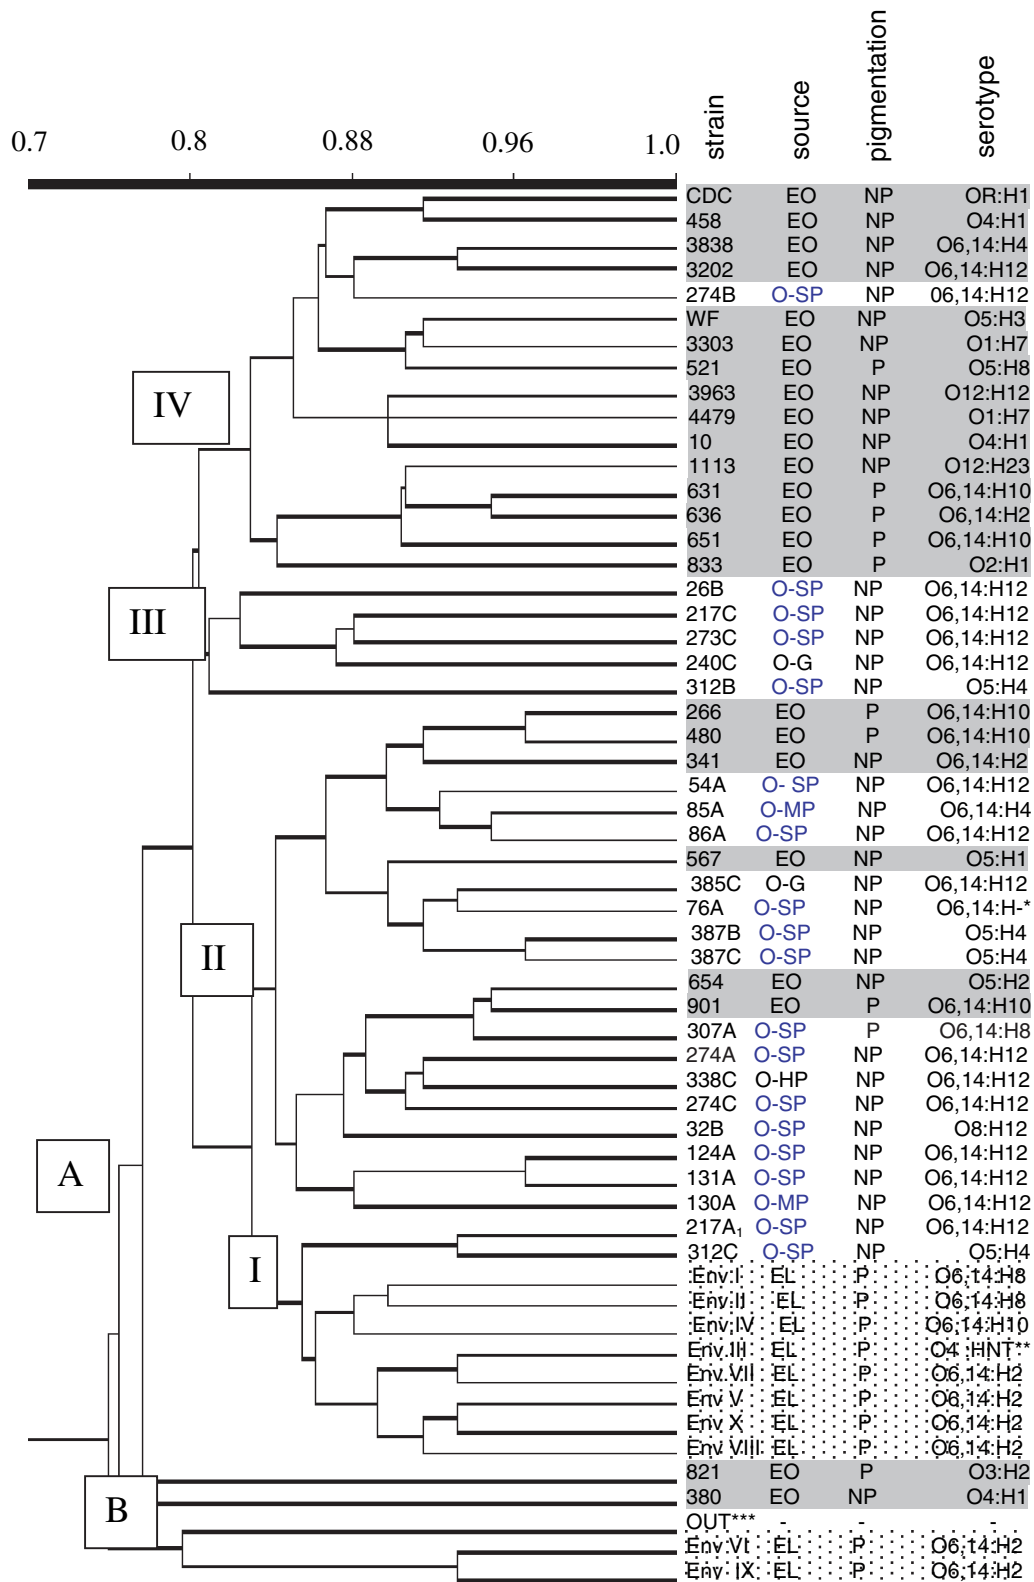 strain source pigmentation serotype
0.7 0.8 0.88 0.96 1.0
CDC EO NP OR:H1
458 EO NP O4:H1
3838 EO NP O6,14:H4
3202 EO NP O6,14:H12
274B O-SP NP 06,14:H12
WF EO NP O5:H3
3303 EO NP O1:H7
521 EO P O5:H8
IV
3963 EO NP O12:H12
4479 EO NP O1:H7
10 EO NP O4:H1
1113 EO NP O12:H23
631 EO P O6,14:H10
636 EO P O6,14:H2
651 EO P O6,14:H10
833 EO P O2:H1
26B O-SP NP O6,14:H12
217C O-SP NP O6,14:H12
III
273C O-SP NP O6,14:H12
240C O-G NP O6,14:H12
312B O-SP NP O5:H4
266 EO P O6,14:H10
480 EO P O6,14:H10
341 EO NP O6,14:H2
54A O- SP NP O6,14:H12
85A O-MP NP O6,14:H4
86A O-SP NP O6,14:H12
567 EO NP O5:H1
385C O-G NP O6,14:H12
76A O-SP NP O6,14:H-*
387B O-SP NP O5:H4
II
387C O-SP NP O5:H4
654 EO NP O5:H2
901 EO P O6,14:H10
307A O-SP P O6,14:H8
274A O-SP NP O6,14:H12
338C O-HP NP O6,14:H12
274C O-SP NP O6,14:H12
32B O-SP NP O8:H12
124A O-SP NP O6,14:H12
A
131A O-SP NP O6,14:H12
130A O-MP NP O6,14:H12
217A1 O-SP NP O6,14:H12
312C O-SP NP O5:H4
I
Env I EL P O6,14:H8
Env II EL P O6,14:H8
Env IV EL P O6,14:H10
Env III EL P O4 :HNT**
Env VII EL P O6,14:H2
Env V EL P O6,14:H2
Env X EL P O6,14:H2
Env VIII EL P O6,14:H2
821 EO P O3:H2
380 EO NP O4:H1
B
OUT*** - - -
Env VI EL P O6,14:H2
Env IX EL P O6,14:H2